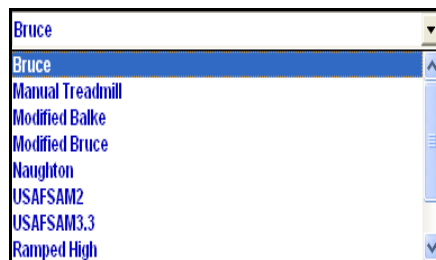 Bruce
Bruce
Manual Treadmill
Modified Balke
Modified Bruce
Naughton
USAFSAM2
USAFSAM3.3
Ramped High